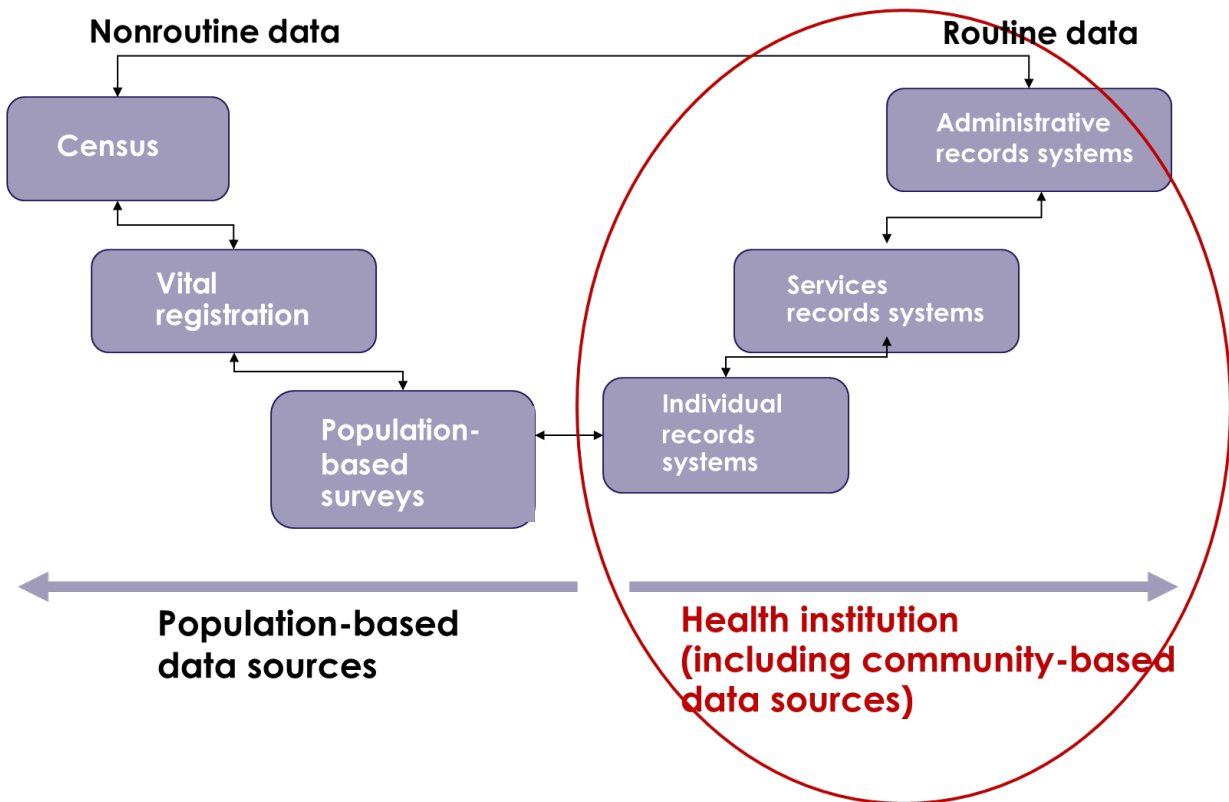 Nonroutine data
Routine data
Census
Administrative
records systems
Vital
registration
Services
records systems
Population-
based
surveys
Individual
records
systems
Population-based
data sources
Health institution
(including community-based
data sources)